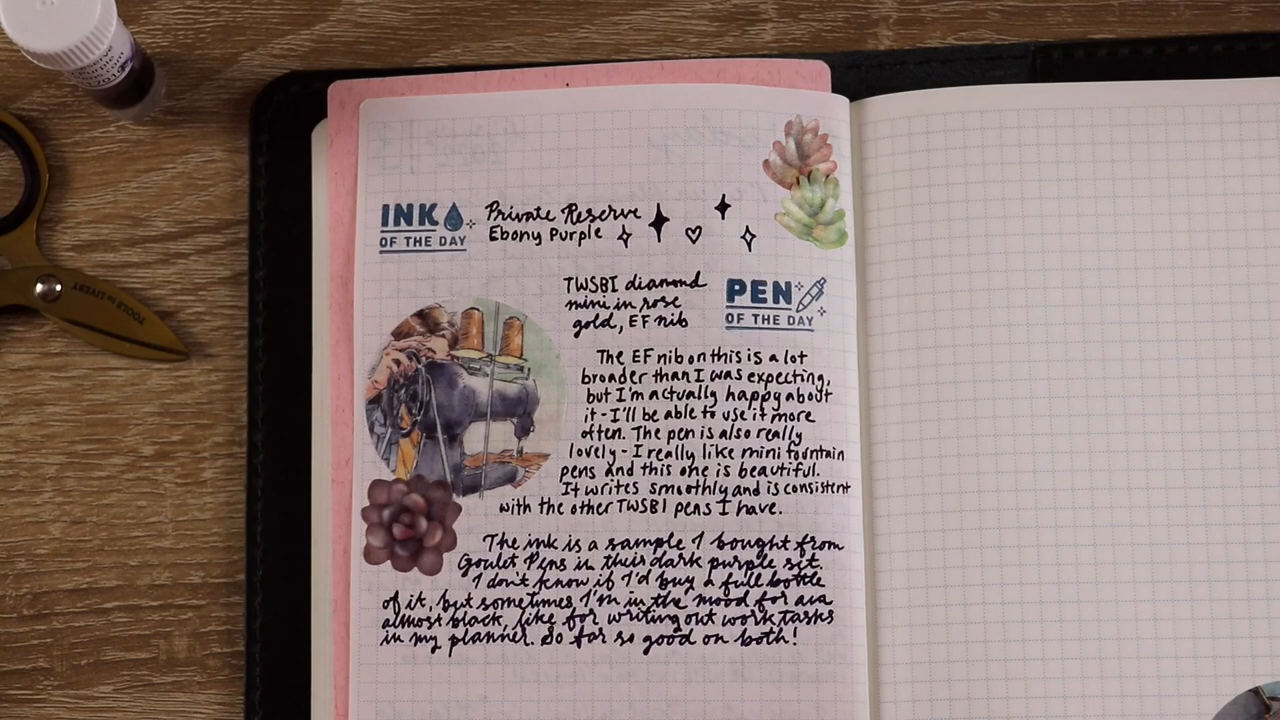 INK
OF THE DAY
Private Reserve
Ebony Purple
TWSBI diamond
mini in rose
gold, EF nib
PEN
OF THE DAY
The EF nib on this is a lot
broader than I was expecting,
but I'm actually happy about
it - I'll be able to use it more
often. The pen is also really
lovely - I really like mini fountain
pens and this one is beautiful.
It writes smoothly and is consistent
with the other TWSBI pens I have.
The ink is a sample I bought from
Goulet Pens in their dark purple set.
I don't know if I'd buy a full bottle
of it, but sometimes I'm in the mood for an
almost black, like for writing out work tasks
in my planner. So far so good on both!
TOOLS to LIVEBY